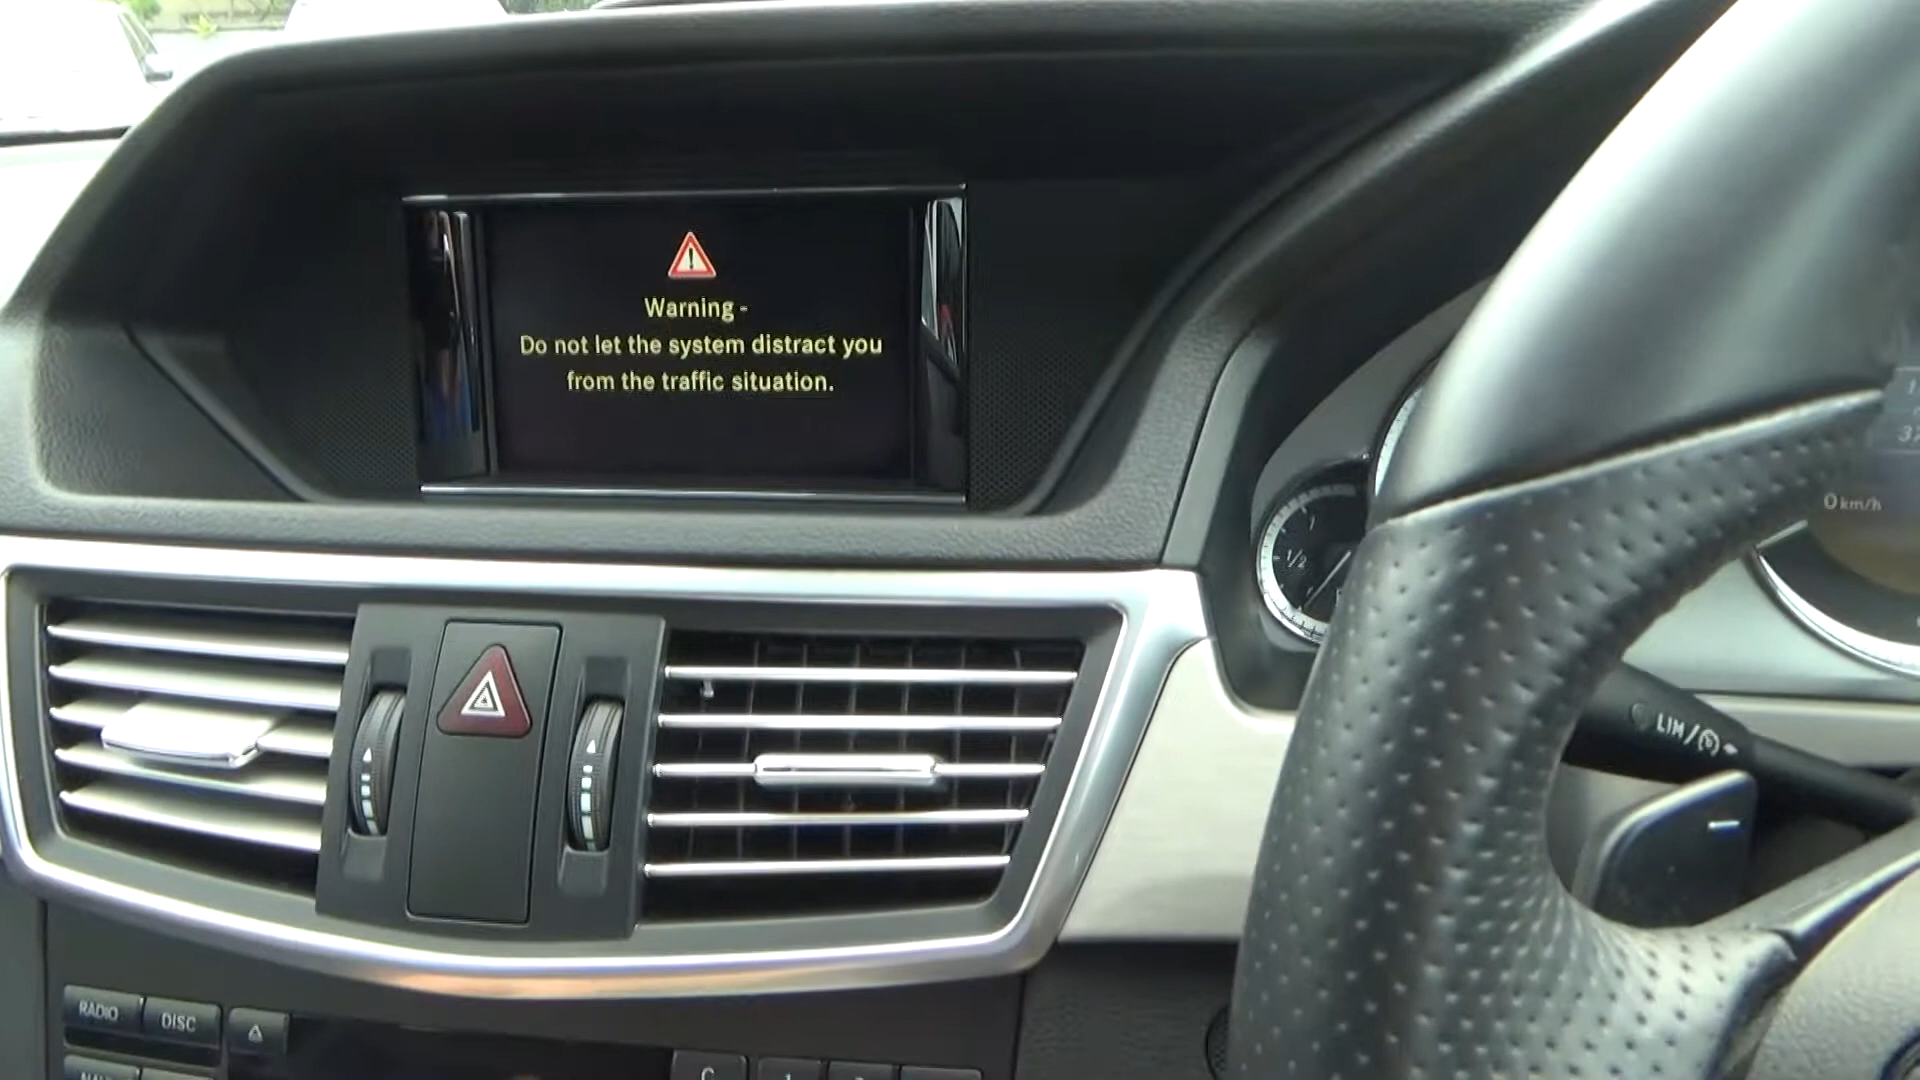 Warning -
Do not let the system distract you
from the traffic situation.
0 km/h
1/2
LIM
RADIO
DISC
C